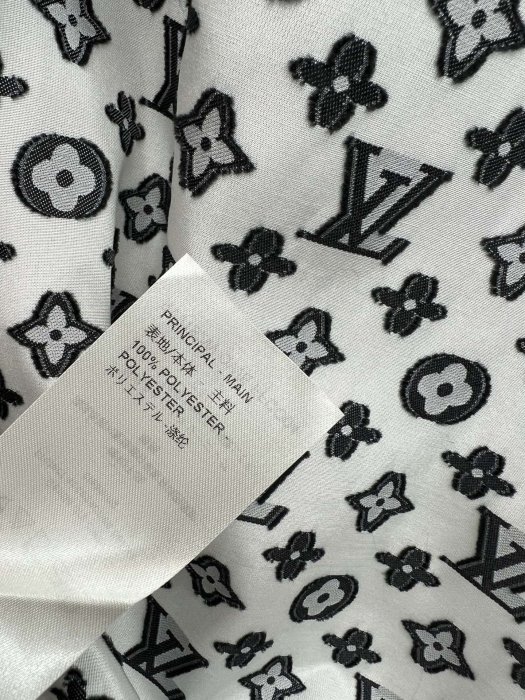 PRINCIPAL - MAIN
表地/本体 - 主料
100% POLYESTER -
POLYESTER
ポリエステル - 涤纶